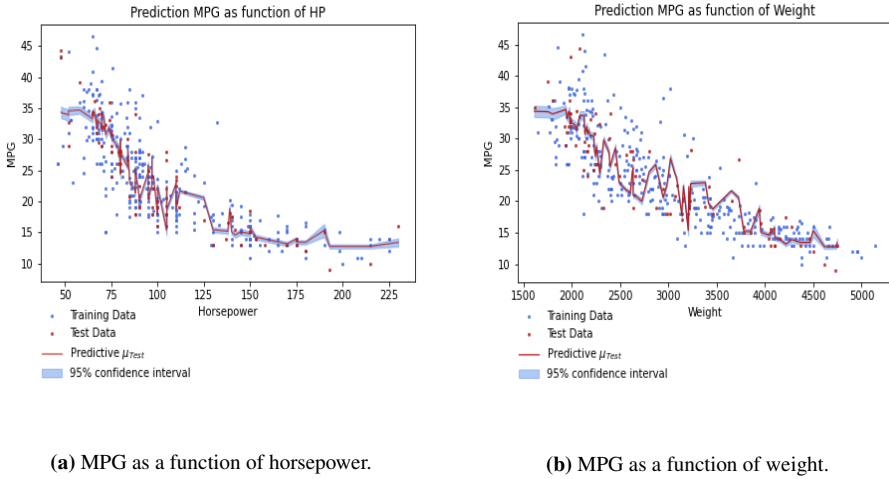 Prediction MPG as function of HP
45
40
35
30
25
20
15
10
MPG
50
75
100
125
150
175
200
225
Horsepower
Training Data
Test Data
Predictive μTest
95% confidence interval
(a) MPG as a function of horsepower.
Prediction MPG as function of Weight
45
40
35
30
25
20
15
10
MPG
1500
2000
2500
3000
3500
4000
4500
5000
Weight
Training Data
Test Data
Predictive μTest
95% confidence interval
(b) MPG as a function of weight.